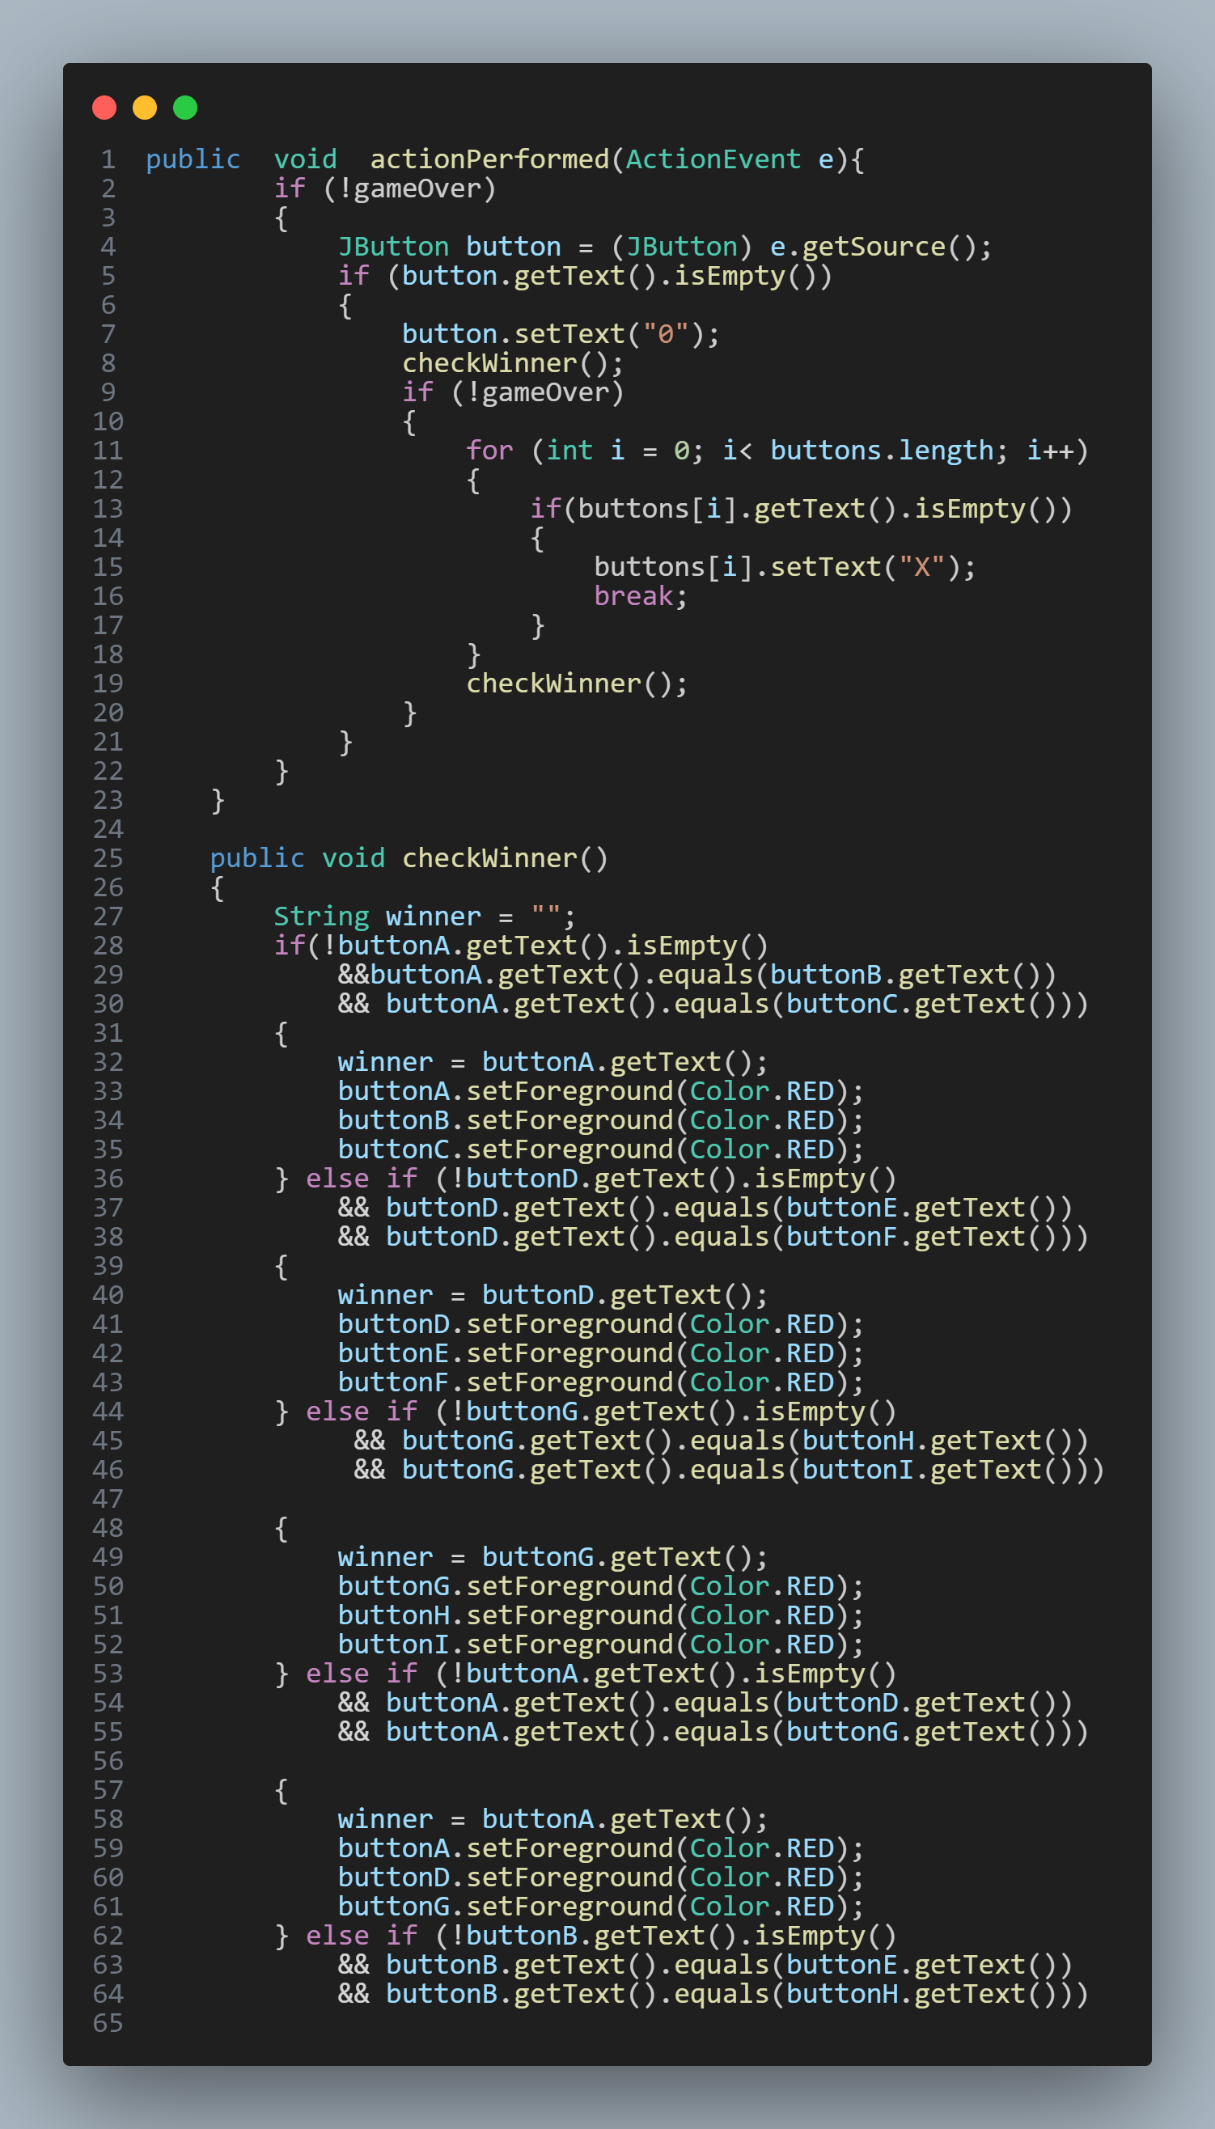 1 public  void  actionPerformed(ActionEvent e){
2         if (!gameOver)
3         {
4             JButton button = (JButton) e.getSource();
5             if (button.getText().isEmpty())
6             {
7                 button.setText("0");
8                 checkWinner();
9                 if (!gameOver)
10                 {
11                     for (int i = 0; i< buttons.length; i++)
12                     {
13                         if(buttons[i].getText().isEmpty())
14                         {
15                             buttons[i].setText("X");
16                             break;
17                         }
18                     }
19                     checkWinner();
20                 }
21             }
22         }
23     }
24
25     public void checkWinner()
26     {
27         String winner = "";
28         if(!buttonA.getText().isEmpty()
29             &&buttonA.getText().equals(buttonB.getText())
30             && buttonA.getText().equals(buttonC.getText()))
31         {
32             winner = buttonA.getText();
33             buttonA.setForeground(Color.RED);
34             buttonB.setForeground(Color.RED);
35             buttonC.setForeground(Color.RED);
36         } else if (!buttonD.getText().isEmpty()
37             && buttonD.getText().equals(buttonE.getText())
38             && buttonD.getText().equals(buttonF.getText()))
39         {
40             winner = buttonD.getText();
41             buttonD.setForeground(Color.RED);
42             buttonE.setForeground(Color.RED);
43             buttonF.setForeground(Color.RED);
44         } else if (!buttonG.getText().isEmpty()
45              && buttonG.getText().equals(buttonH.getText())
46              && buttonG.getText().equals(buttonI.getText()))
47
48         {
49             winner = buttonG.getText();
50             buttonG.setForeground(Color.RED);
51             buttonH.setForeground(Color.RED);
52             buttonI.setForeground(Color.RED);
53         } else if (!buttonA.getText().isEmpty()
54             && buttonA.getText().equals(buttonD.getText())
55             && buttonA.getText().equals(buttonG.getText()))
56
57         {
58             winner = buttonA.getText();
59             buttonA.setForeground(Color.RED);
60             buttonD.setForeground(Color.RED);
61             buttonG.setForeground(Color.RED);
62         } else if (!buttonB.getText().isEmpty()
63             && buttonB.getText().equals(buttonE.getText())
64             && buttonB.getText().equals(buttonH.getText()))
65